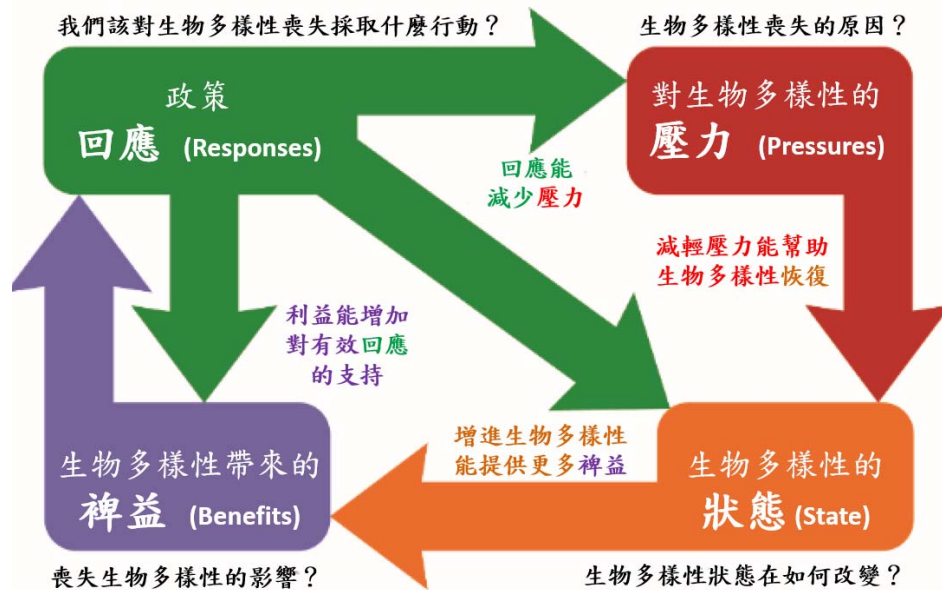 我們該對生物多樣性喪失採取什麼行動？
生物多樣性喪失的原因？
政策
回應 (Responses)
對生物多樣性的
壓力 (Pressures)
回應能
減少壓力
減輕壓力能幫助
生物多樣性恢復
利益能增加
對有效回應
的支持
增進生物多樣性
能提供更多裨益
生物多樣性帶來的
裨益 (Benefits)
生物多樣性的
狀態 (State)
喪失生物多樣性的影響？
生物多樣性狀態在如何改變？